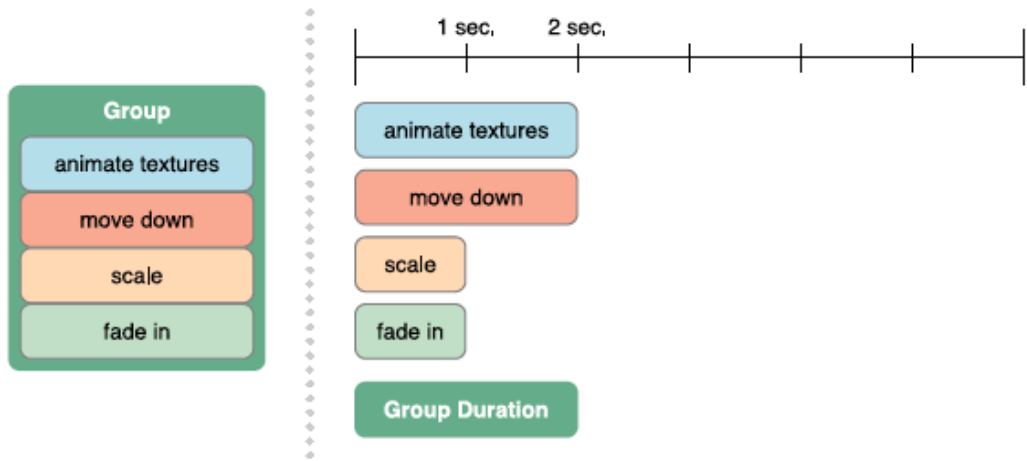 Group
animate textures
move down
scale
fade in
1 sec. 2 sec.
animate textures
move down
scale
fade in
Group Duration